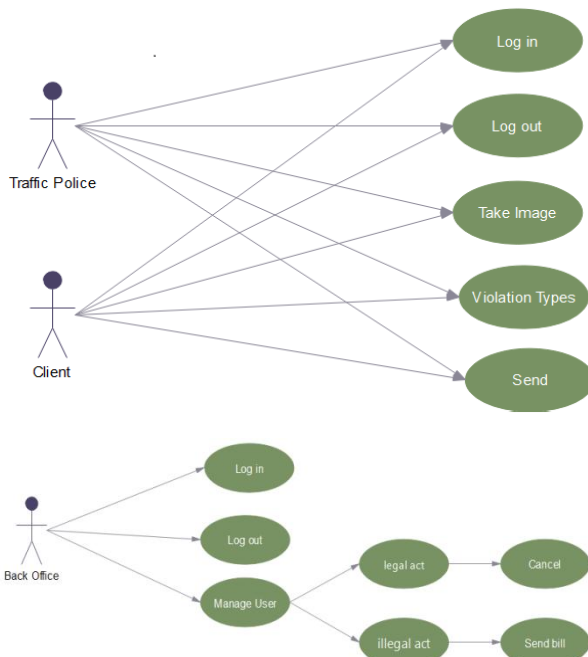 Log in
Log out
Traffic Police
Take Image
Violation Types
Client
Send
Log in
Log out
Back Office
legal act
Cancel
Manage User
illegal act
Send bill